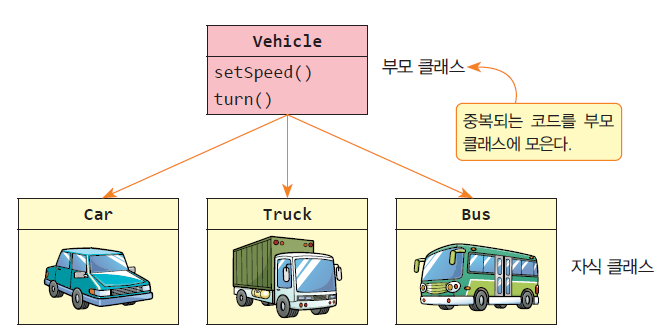 Vehicle
setSpeed()
turn()
부모 클래스
중복되는 코드를 부모
클래스에 모은다.
Car
Truck
Bus
자식 클래스